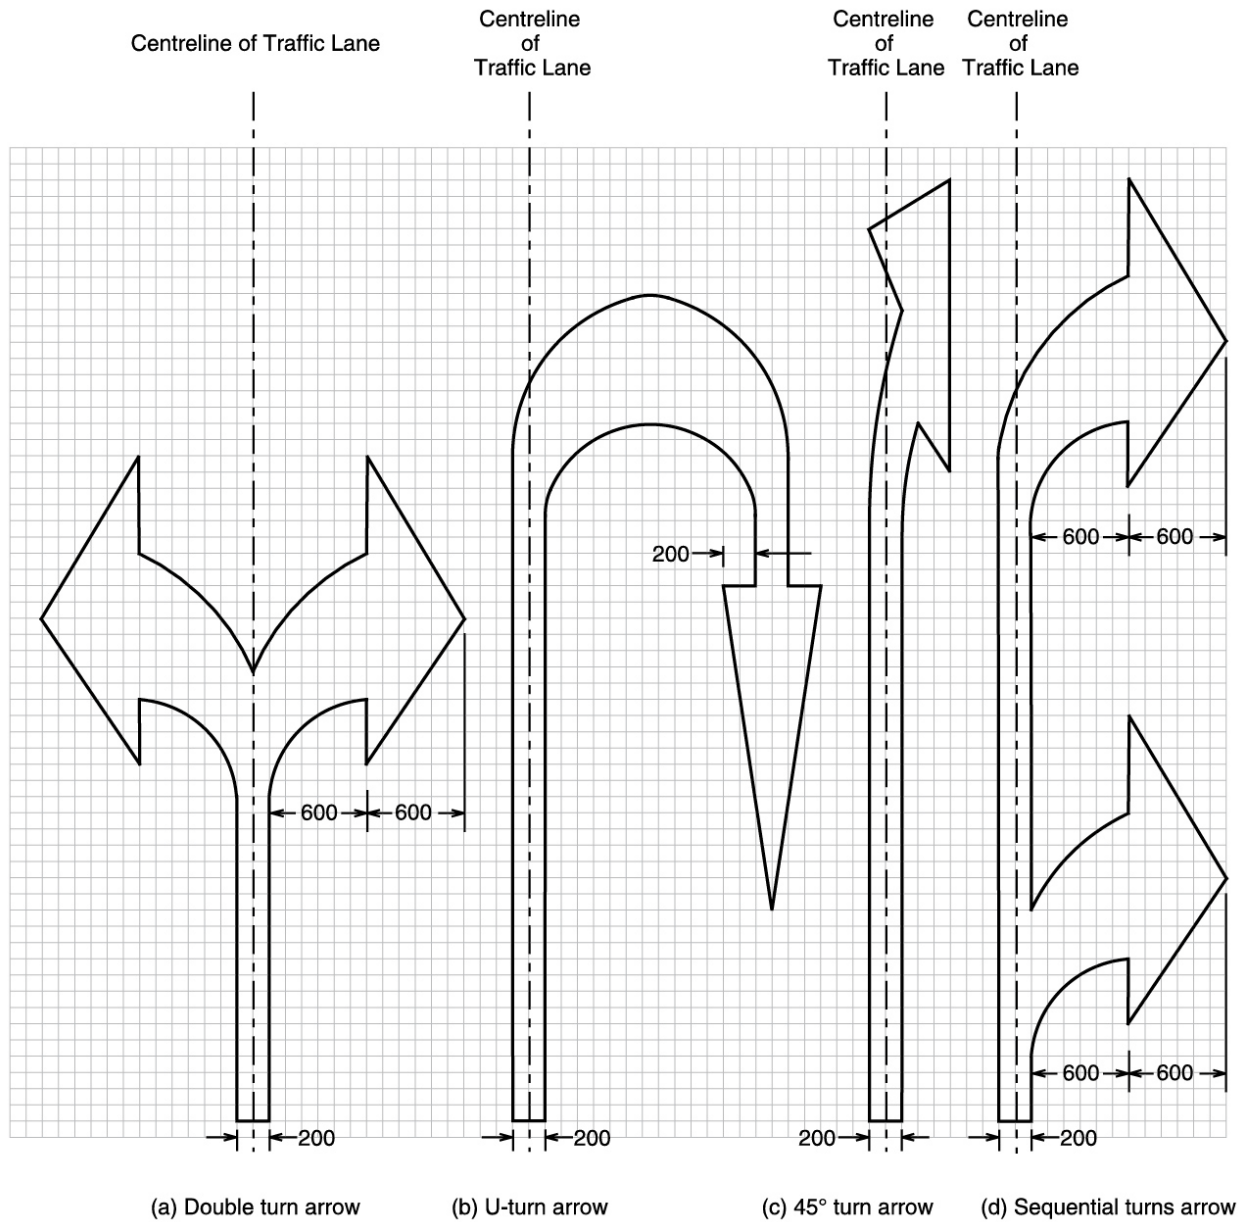 Centreline of Traffic Lane
Centreline
of
Traffic Lane
Centreline
of
Traffic Lane
Centreline
of
Traffic Lane
600
600
200
600
600
600
600
200
200
200
200
(a) Double turn arrow
(b) U-turn arrow
(c) 45° turn arrow
(d) Sequential turns arrow